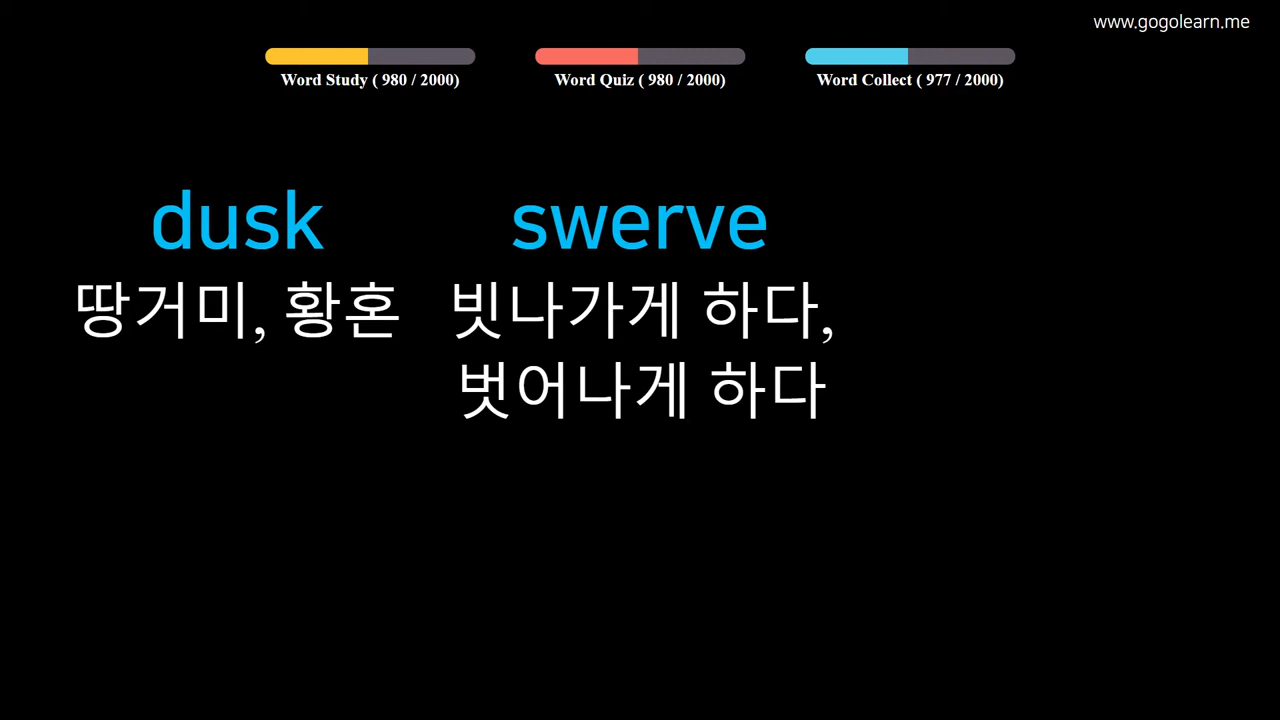 www.gogolearn.me
Word Study ( 980 / 2000)
Word Quiz ( 980 / 2000)
Word Collect ( 977 / 2000)
dusk
땅거미, 황혼
swerve
빗나가게 하다,
벗어나게 하다